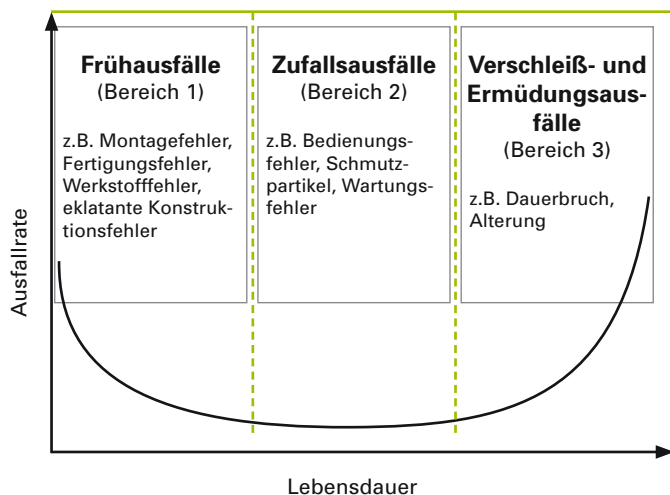 Frühausfälle
(Bereich 1)
z.B. Montagefehler,
Fertigungsfehler,
Werkstofffehler,
eklatante Konstruk-
tionsfehler
Zufallsausfälle
(Bereich 2)
z.B. Bedienungs-
fehler, Schmutz-
partikel, Wartungs-
fehler
Verschleiß- und
Ermüdungsaus-
fälle
(Bereich 3)
z.B. Dauerbruch,
Alterung
Ausfallrate
Lebensdauer